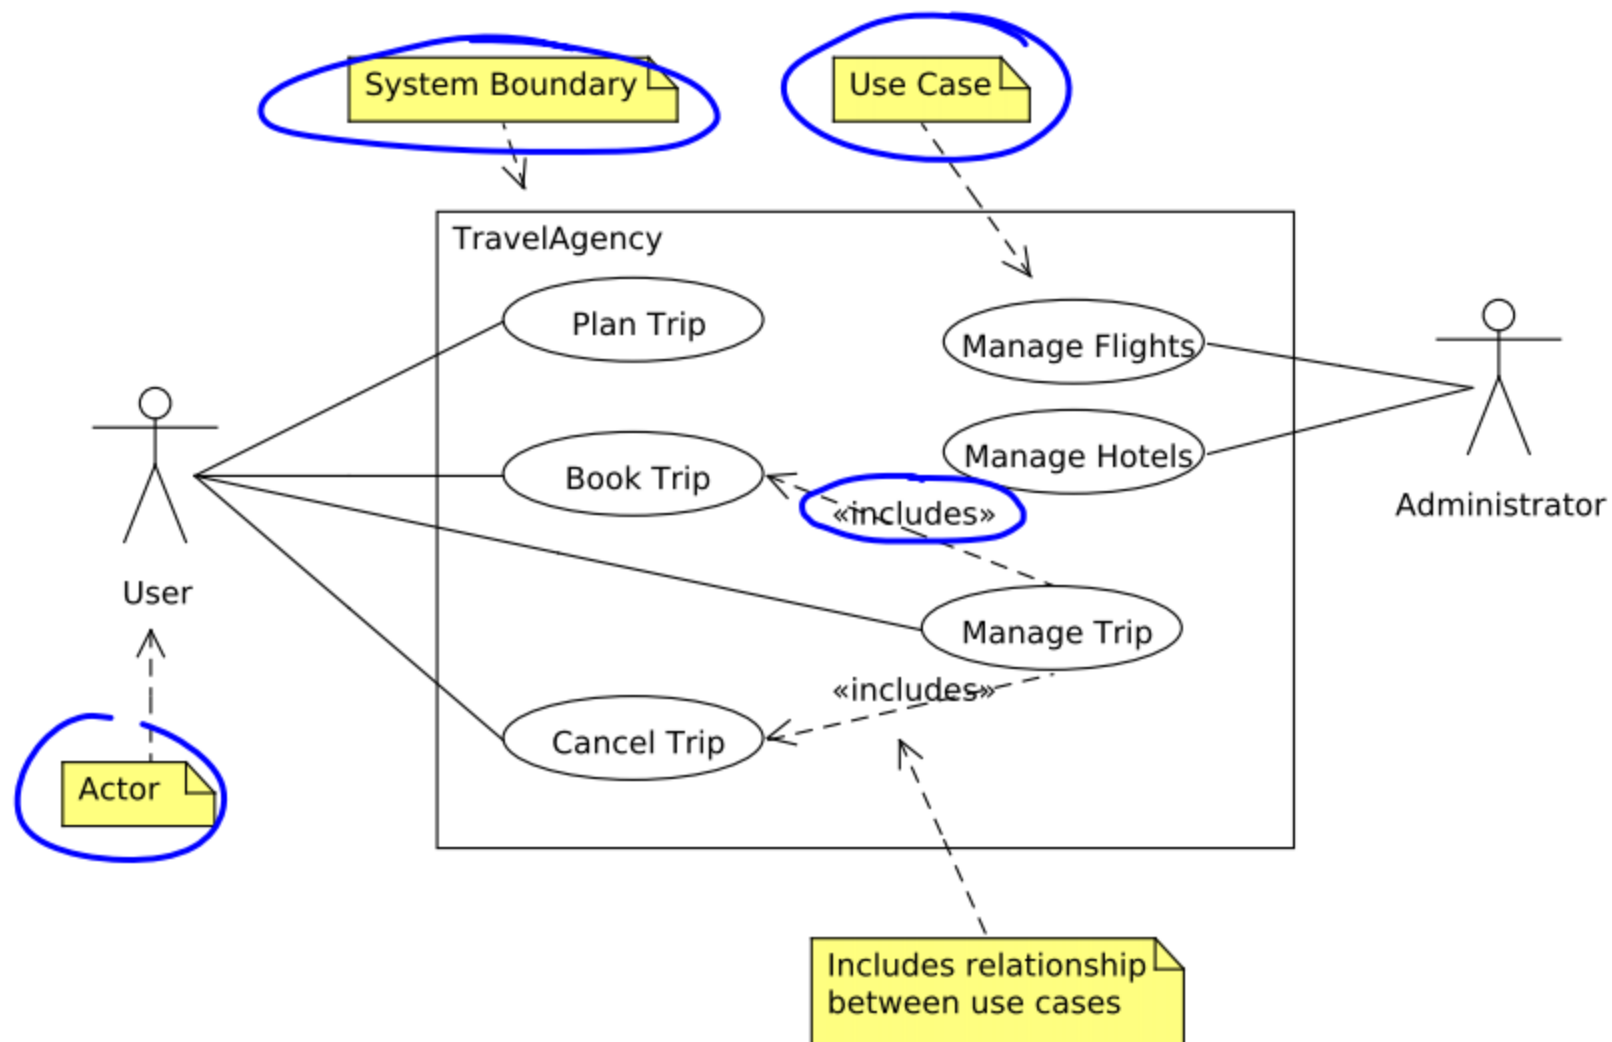 System Boundary
Use Case
TravelAgency
Plan Trip
Manage Flights
Book Trip
Manage Hotels
«includes»
Administrator
User
Manage Trip
«includes»
Cancel Trip
Actor
Includes relationship
between use cases